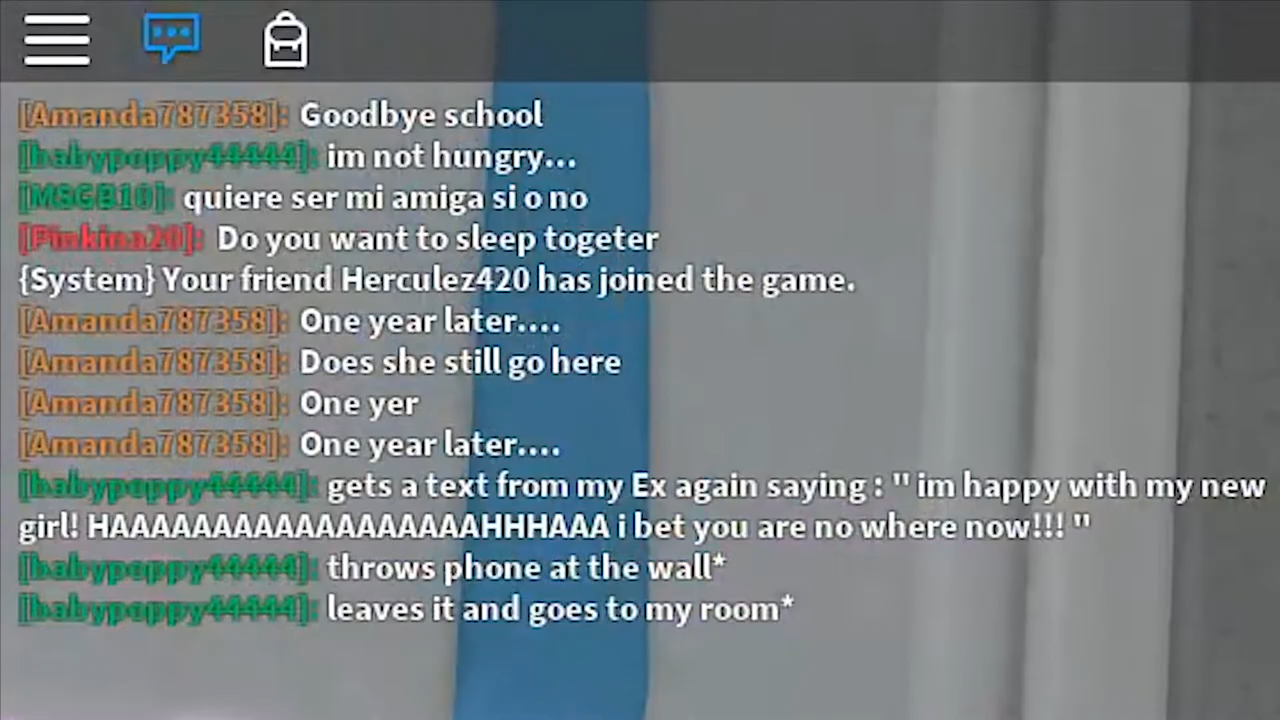 [Amanda787358]: Goodbye school
[babypoppy44444]: im not hungry...
[M8GB10]: quiere ser mi amiga si o no
[Pinkina20]: Do you want to sleep togeter
{System} Your friend Herculez420 has joined the game.
[Amanda787358]: One year later....
[Amanda787358]: Does she still go here
[Amanda787358]: One yer
[Amanda787358]: One year later....
[babypoppy44444]: gets a text from my Ex again saying : " im happy with my new
girl! HAAAAAAAAAAAAAAAAAAHHHAAA i bet you are no where now!!! "
[babypoppy44444]: throws phone at the wall*
[babypoppy44444]: leaves it and goes to my room*